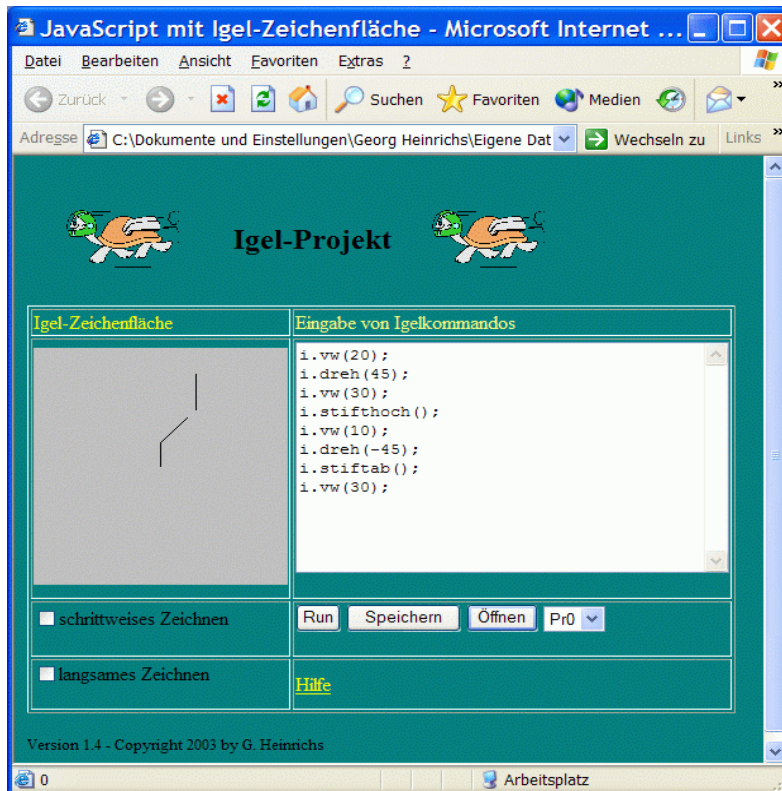 JavaScript mit Igel-Zeichenfläche - Microsoft Internet ...
Datei Bearbeiten Ansicht Favoriten Extras ?
Zurück Suchen Favoriten Medien »
Adresse C:\Dokumente und Einstellungen\Georg Heinrichs\Eigene Dat Wechseln zu Links »
Igel-Projekt
Igel-Zeichenfläche Eingabe von Igelkommandos
i.vw(20);
i.dreh(45);
i.vw(30);
i.stifthoch();
i.vw(10);
i.dreh(-45);
i.stiftab();
i.vw(30);
schrittweises Zeichnen Run Speichern Öffnen Pr0
langsames Zeichnen Hilfe
Version 1.4 - Copyright 2003 by G. Heinrichs
0 Arbeitsplatz